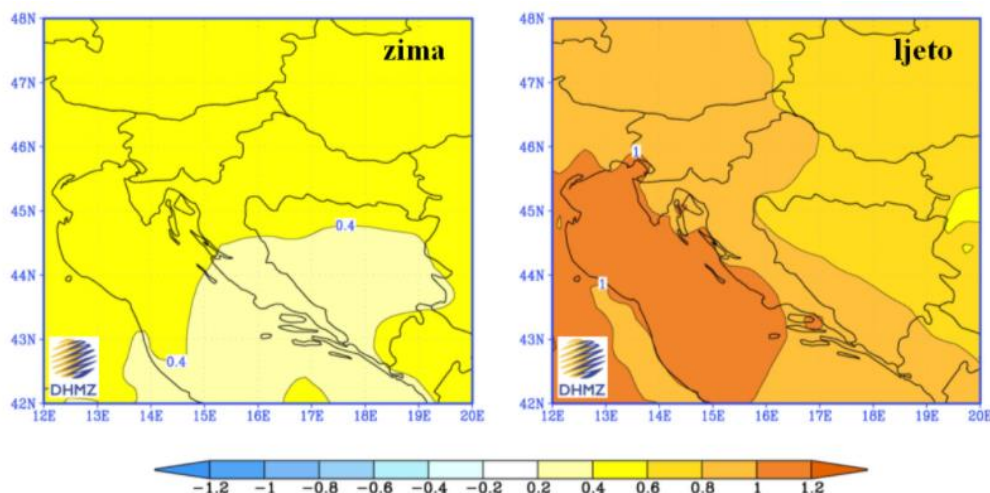 zima
ljeto
48N
47N
46N
45N
44N
43N
42N
12E 13E 14E 15E 16E 17E 18E 19E 20E
0.4
0.4
DHMZ
48N
47N
46N
45N
44N
43N
42N
12E 13E 14E 15E 16E 17E 18E 19E 20E
1
1
DHMZ
-1.2 -1 -0.8 -0.6 -0.4 -0.2 0.2 0.4 0.6 0.8 1 1.2